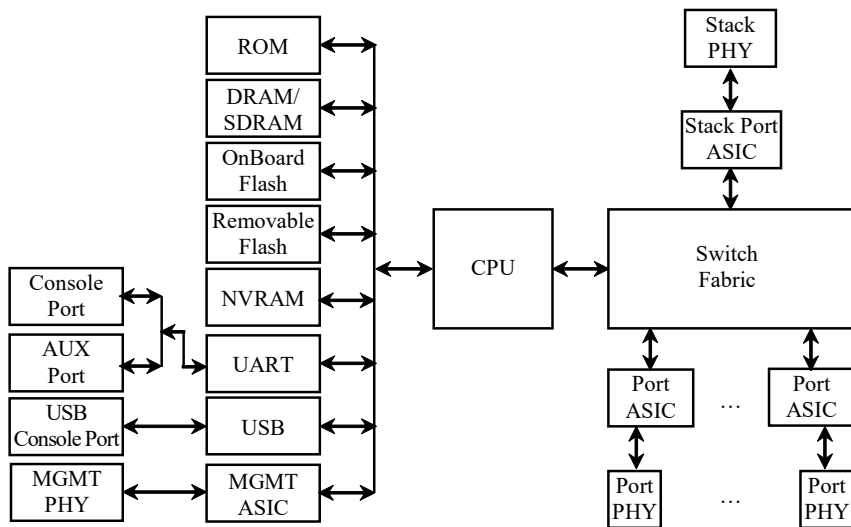 ROM
DRAM/
SDRAM
OnBoard
Flash
Removable
Flash
NVRAM
UART
USB
MGMT
ASIC
Console
Port
AUX
Port
USB
Console Port
MGMT
PHY
CPU
Stack
PHY
Stack Port
ASIC
Switch
Fabric
Port
ASIC
...
Port
ASIC
Port
PHY
...
Port
PHY